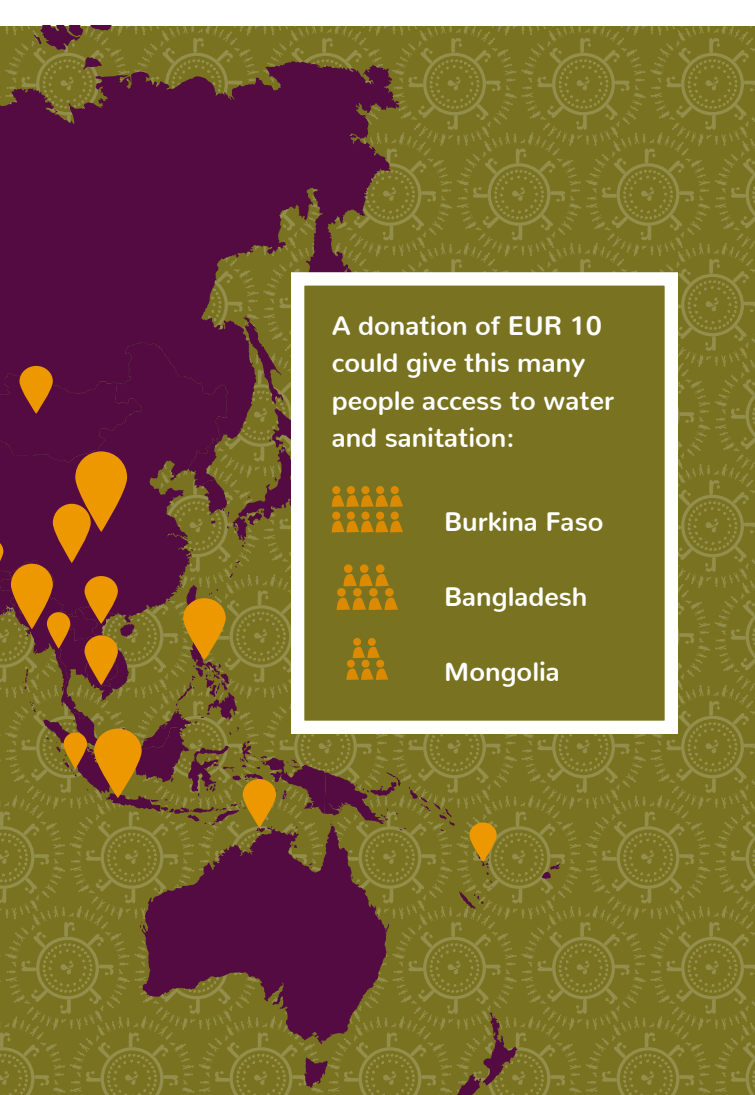 A donation of EUR 10
could give this many
people access to water
and sanitation:
Burkina Faso
Bangladesh
Mongolia